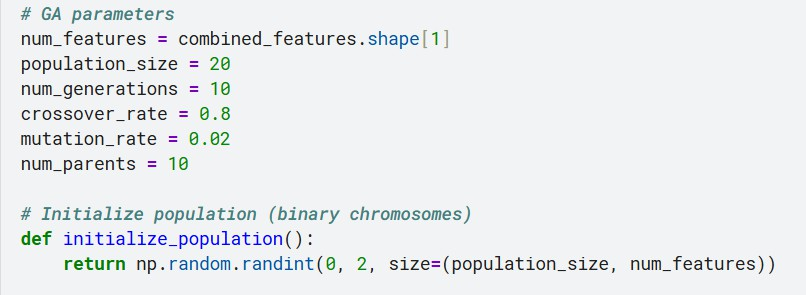 # GA parameters
num_features = combined_features.shape[1]
population_size = 20
num_generations = 10
crossover_rate = 0.8
mutation_rate = 0.02
num_parents = 10
# Initialize population (binary chromosomes)
def initialize_population():
    return np.random.randint(0, 2, size=(population_size, num_features))